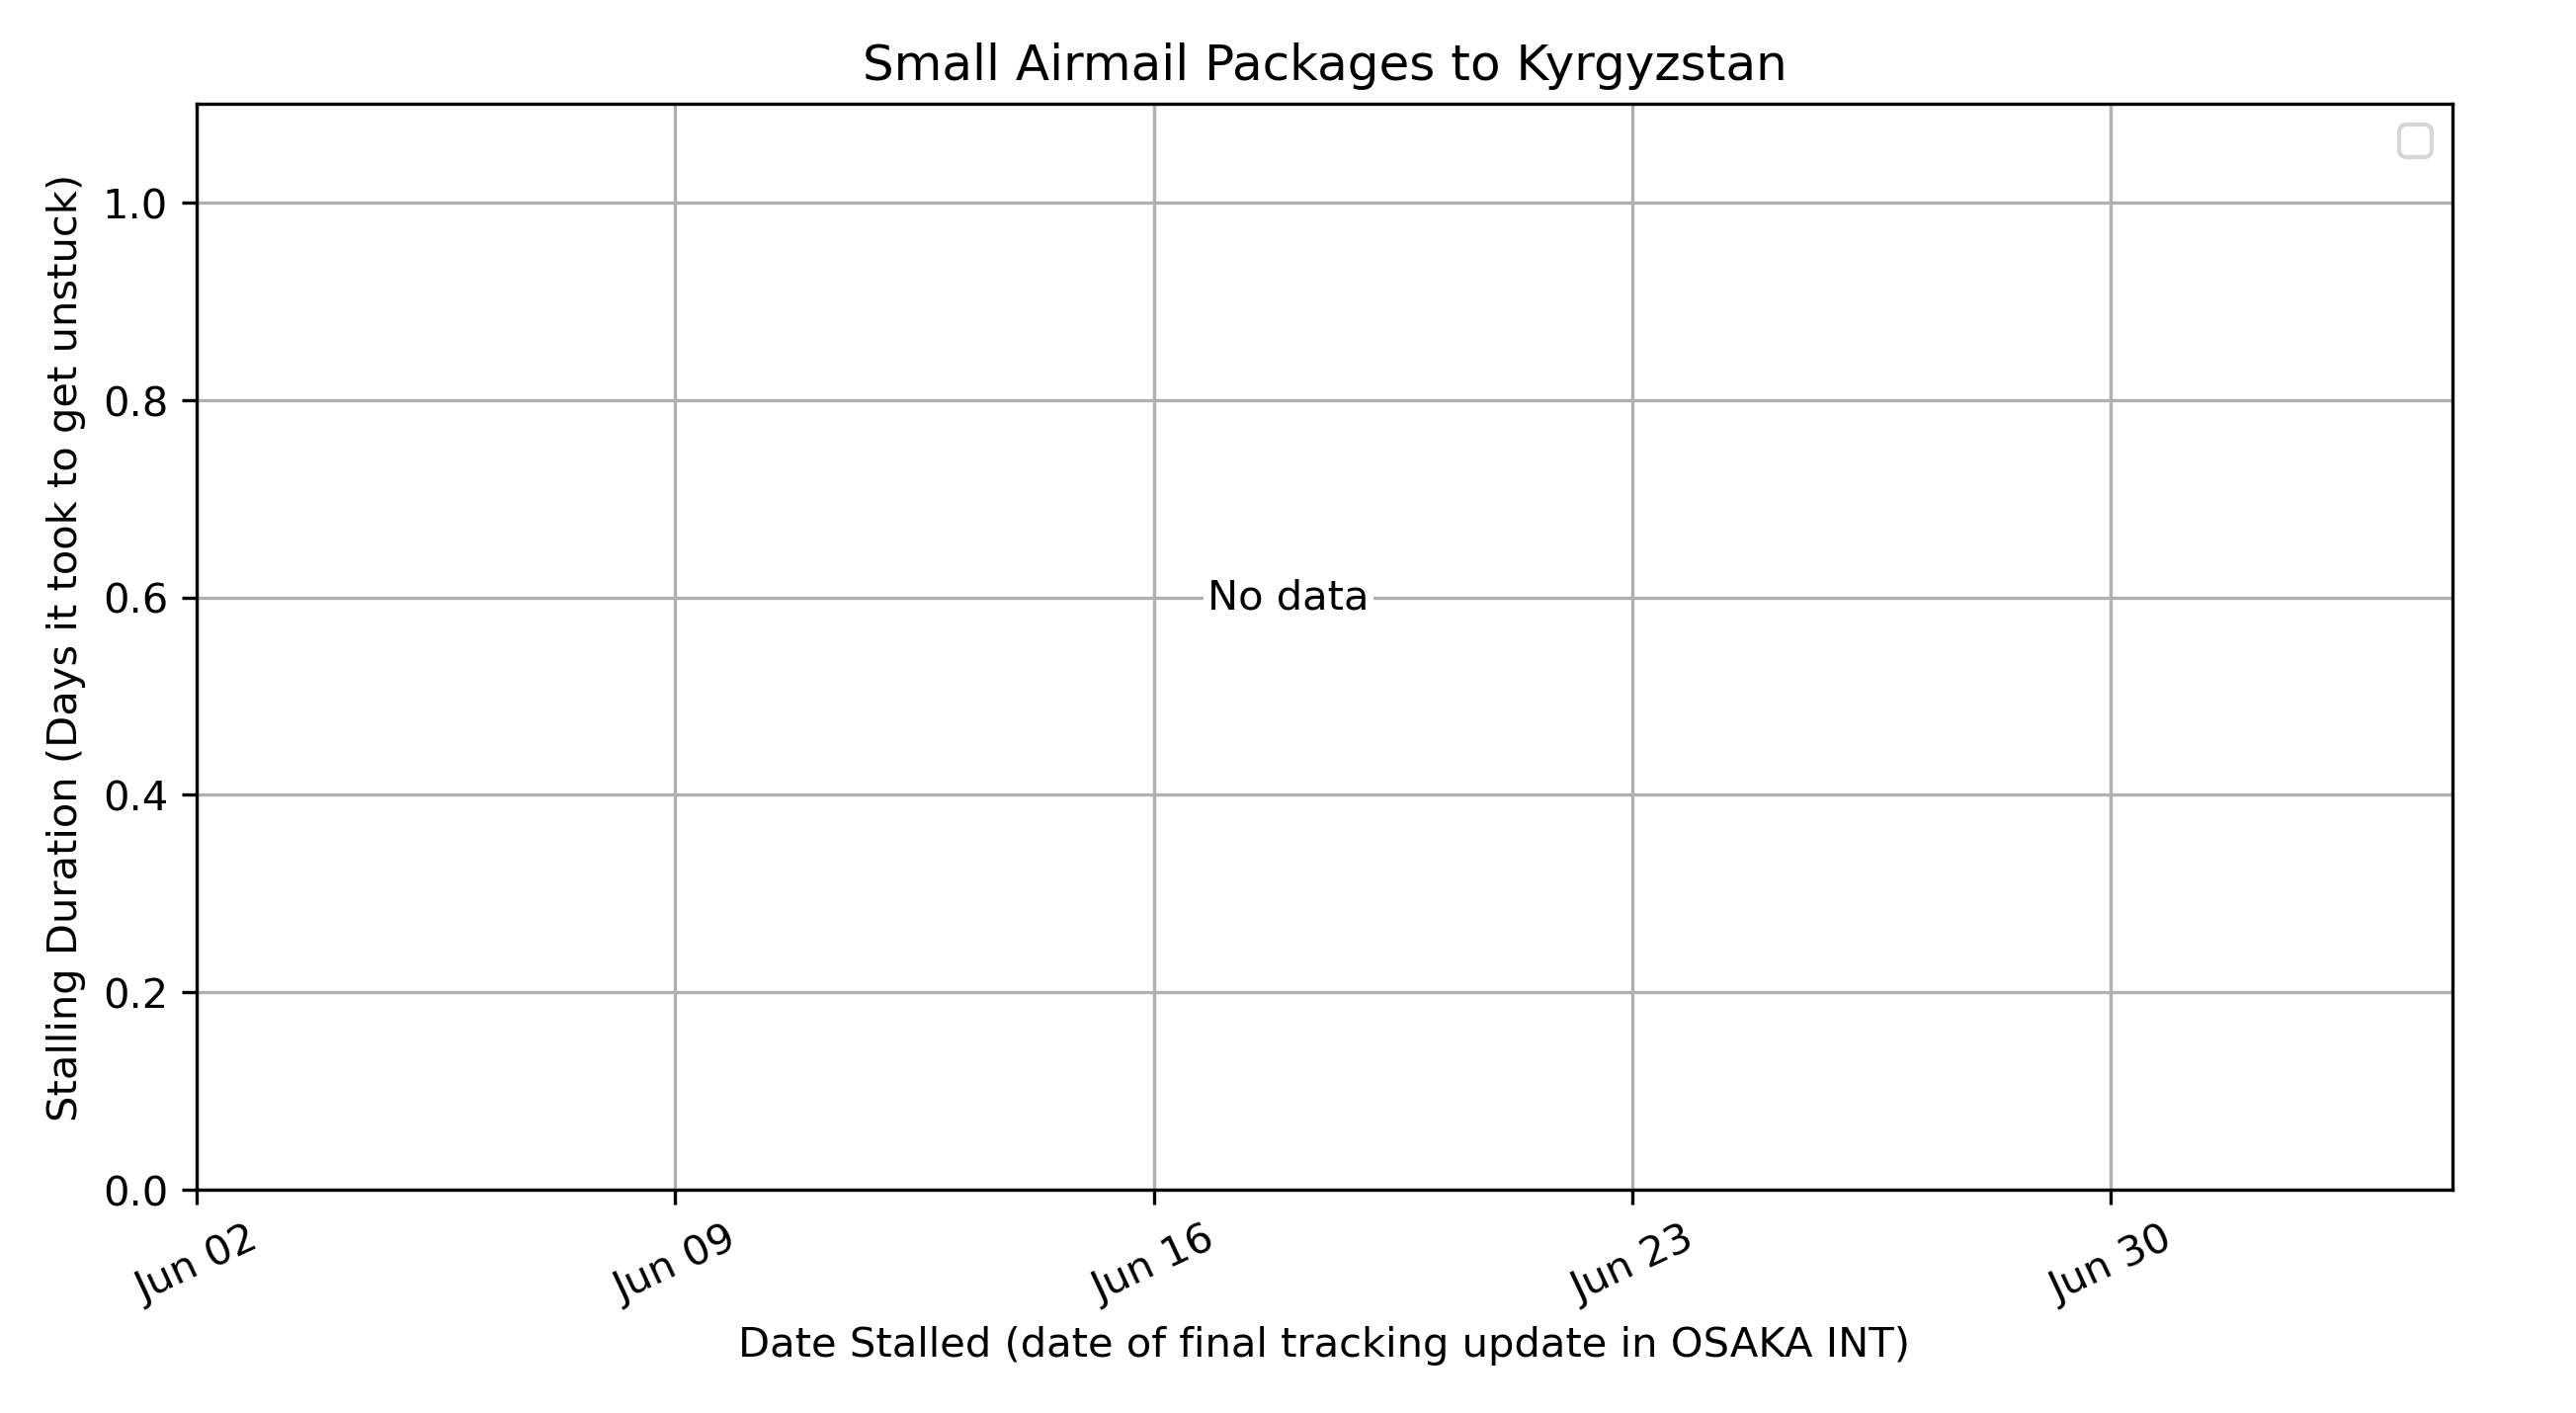 Small Airmail Packages to Kyrgyzstan
Stalling Duration (Days it took to get unstuck)
1.0
0.8
0.6
0.4
0.2
0.0
No data
Jun 02
Jun 09
Jun 16
Jun 23
Jun 30
Date Stalled (date of final tracking update in OSAKA INT)